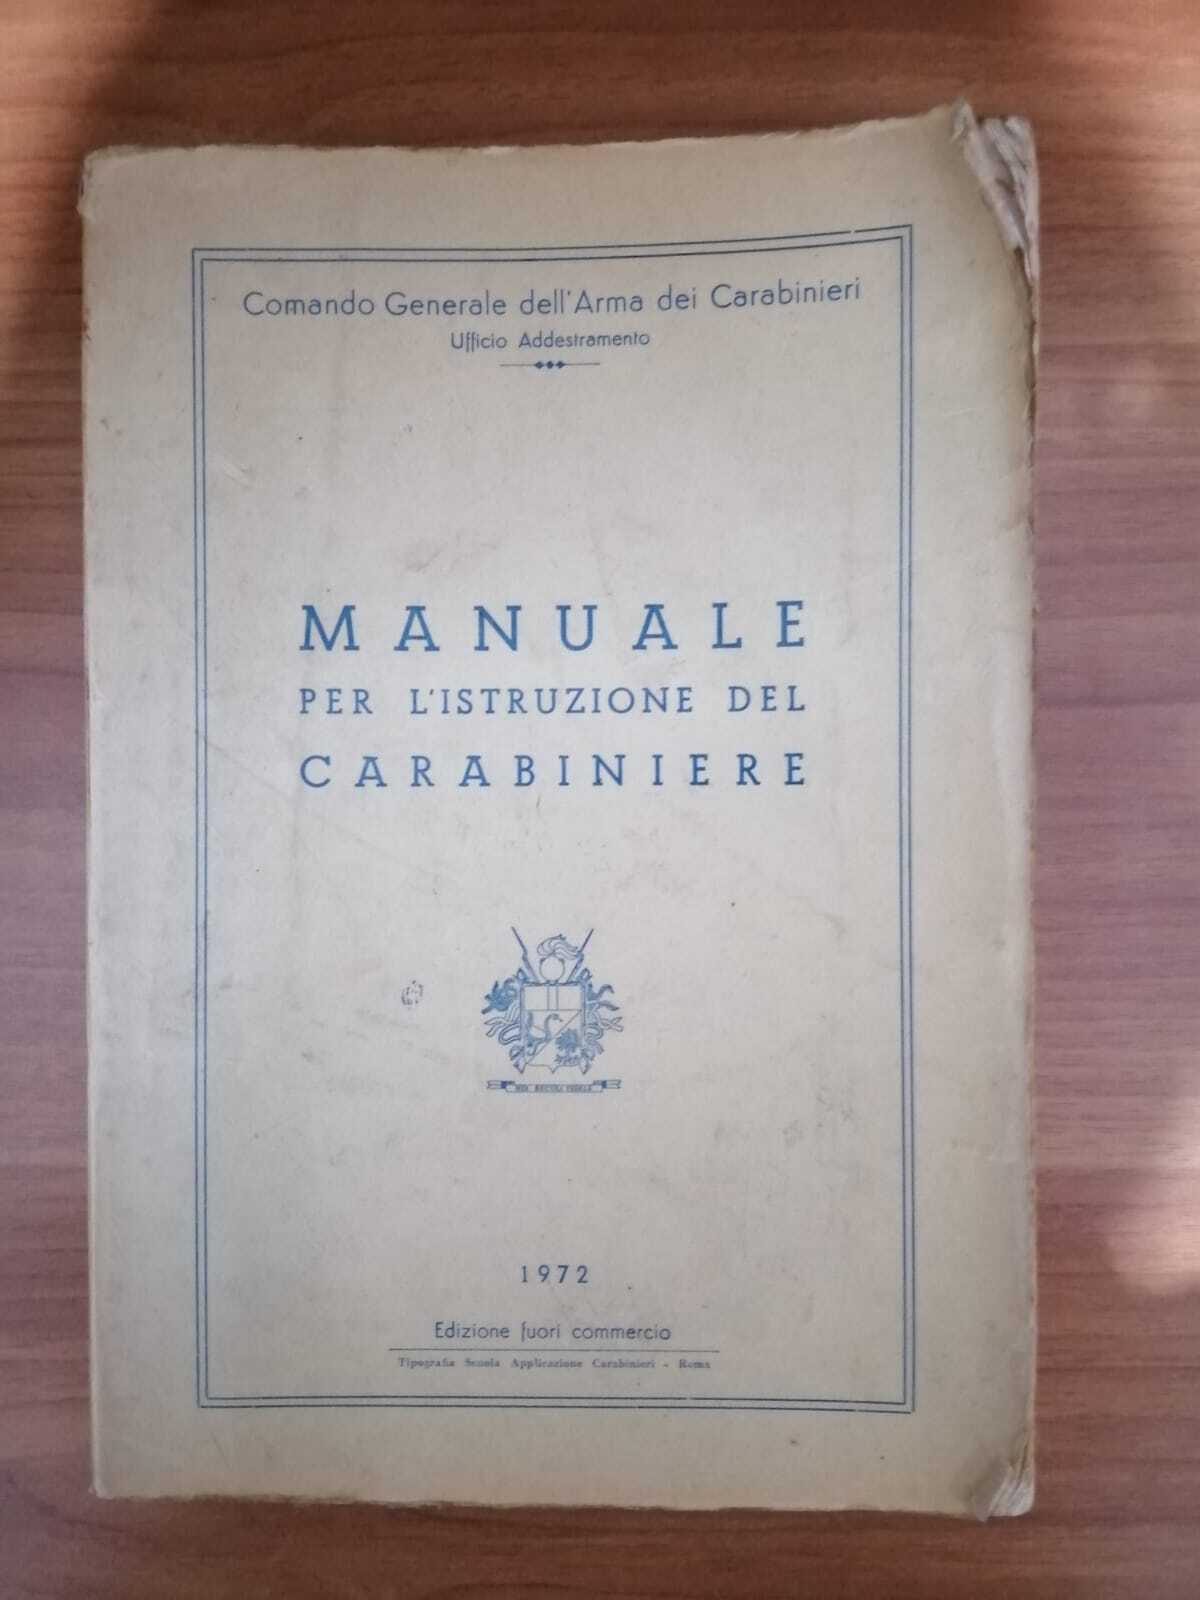 Comando Generale dell'Arma dei Carabinieri
Ufficio Addestramento
MANUALE
PER L'ISTRUZIONE DEL
CARABINIERE
1972
Edizione fuori commercio
Tipografia Scuola Applicazione Carabinieri - Roma